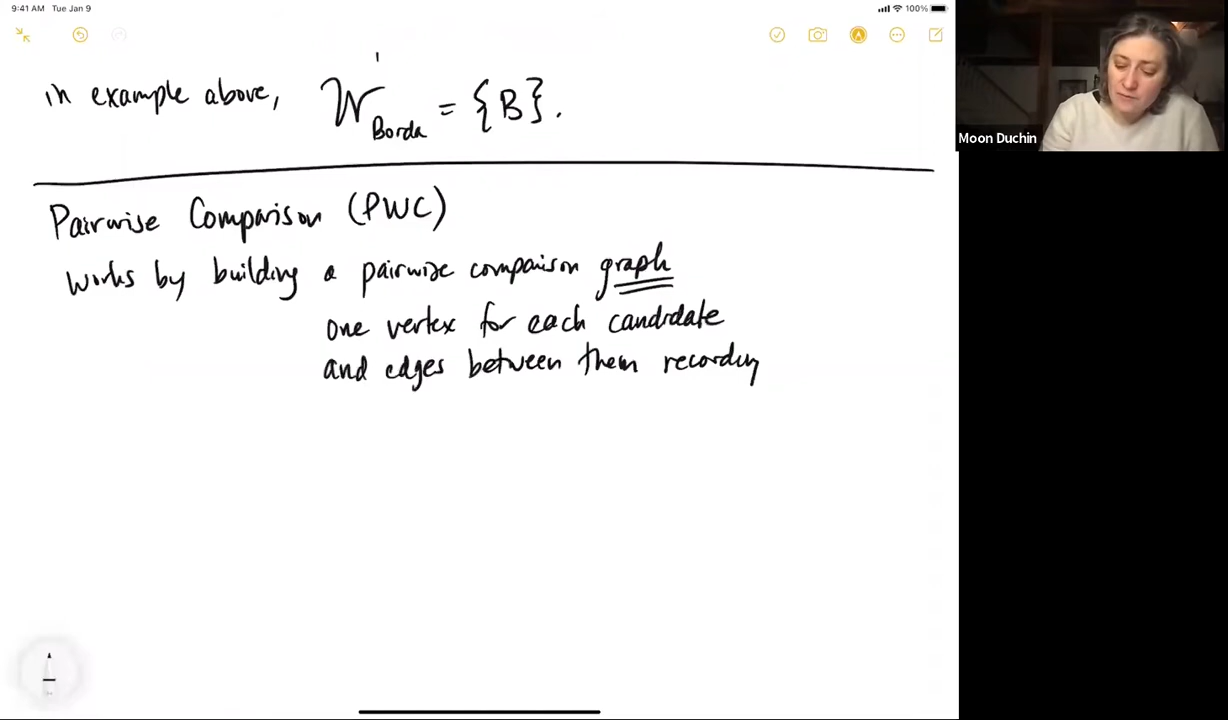 9:41 AM Tue Jan 9
100%
in example above, W¹Borda = {B}.
Moon Duchin
Pairwise Comparison (PWC)
works by building a pairwise comparison graph
one vertex for each candidate
and edges between them recording